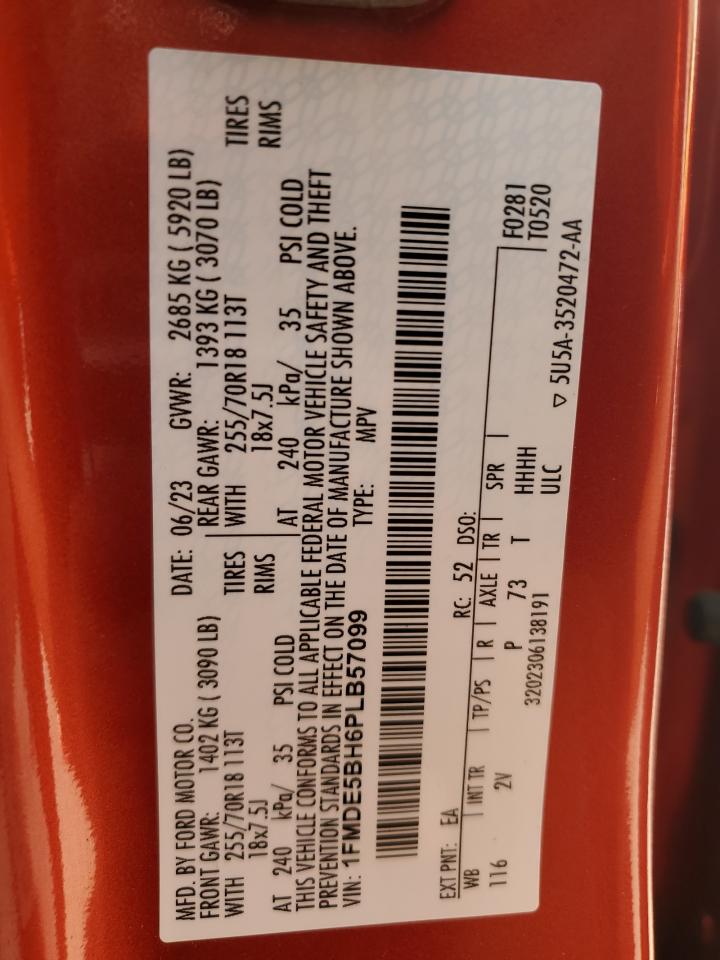 MFD. BY FORD MOTOR CO. DATE: 06/23 GVWR: 2685 KG ( 5920 LB)
FRONT GAWR: 1402 KG ( 3090 LB) REAR GAWR: 1393 KG ( 3070 LB)
WITH 255/70R18 113T TIRES WITH 255/70R18 113T TIRES
18x7.5J RIMS 18x7.5J RIMS
AT 240 kPa/ 35 PSI COLD AT 240 kPa/ 35 PSI COLD
THIS VEHICLE CONFORMS TO ALL APPLICABLE FEDERAL MOTOR VEHICLE SAFETY AND THEFT
PREVENTION STANDARDS IN EFFECT ON THE DATE OF MANUFACTURE SHOWN ABOVE.
VIN: 1FMDE5BH6PLB57099 TYPE: MPV
EXT PNT: EA RC: 52 DSO: F0281
WB INT TR TP/PS R AXLE TR SPR T0520
116 2V P 73 T HHHH
3202306138191 ULC ▽ 5U5A-3520472-AA